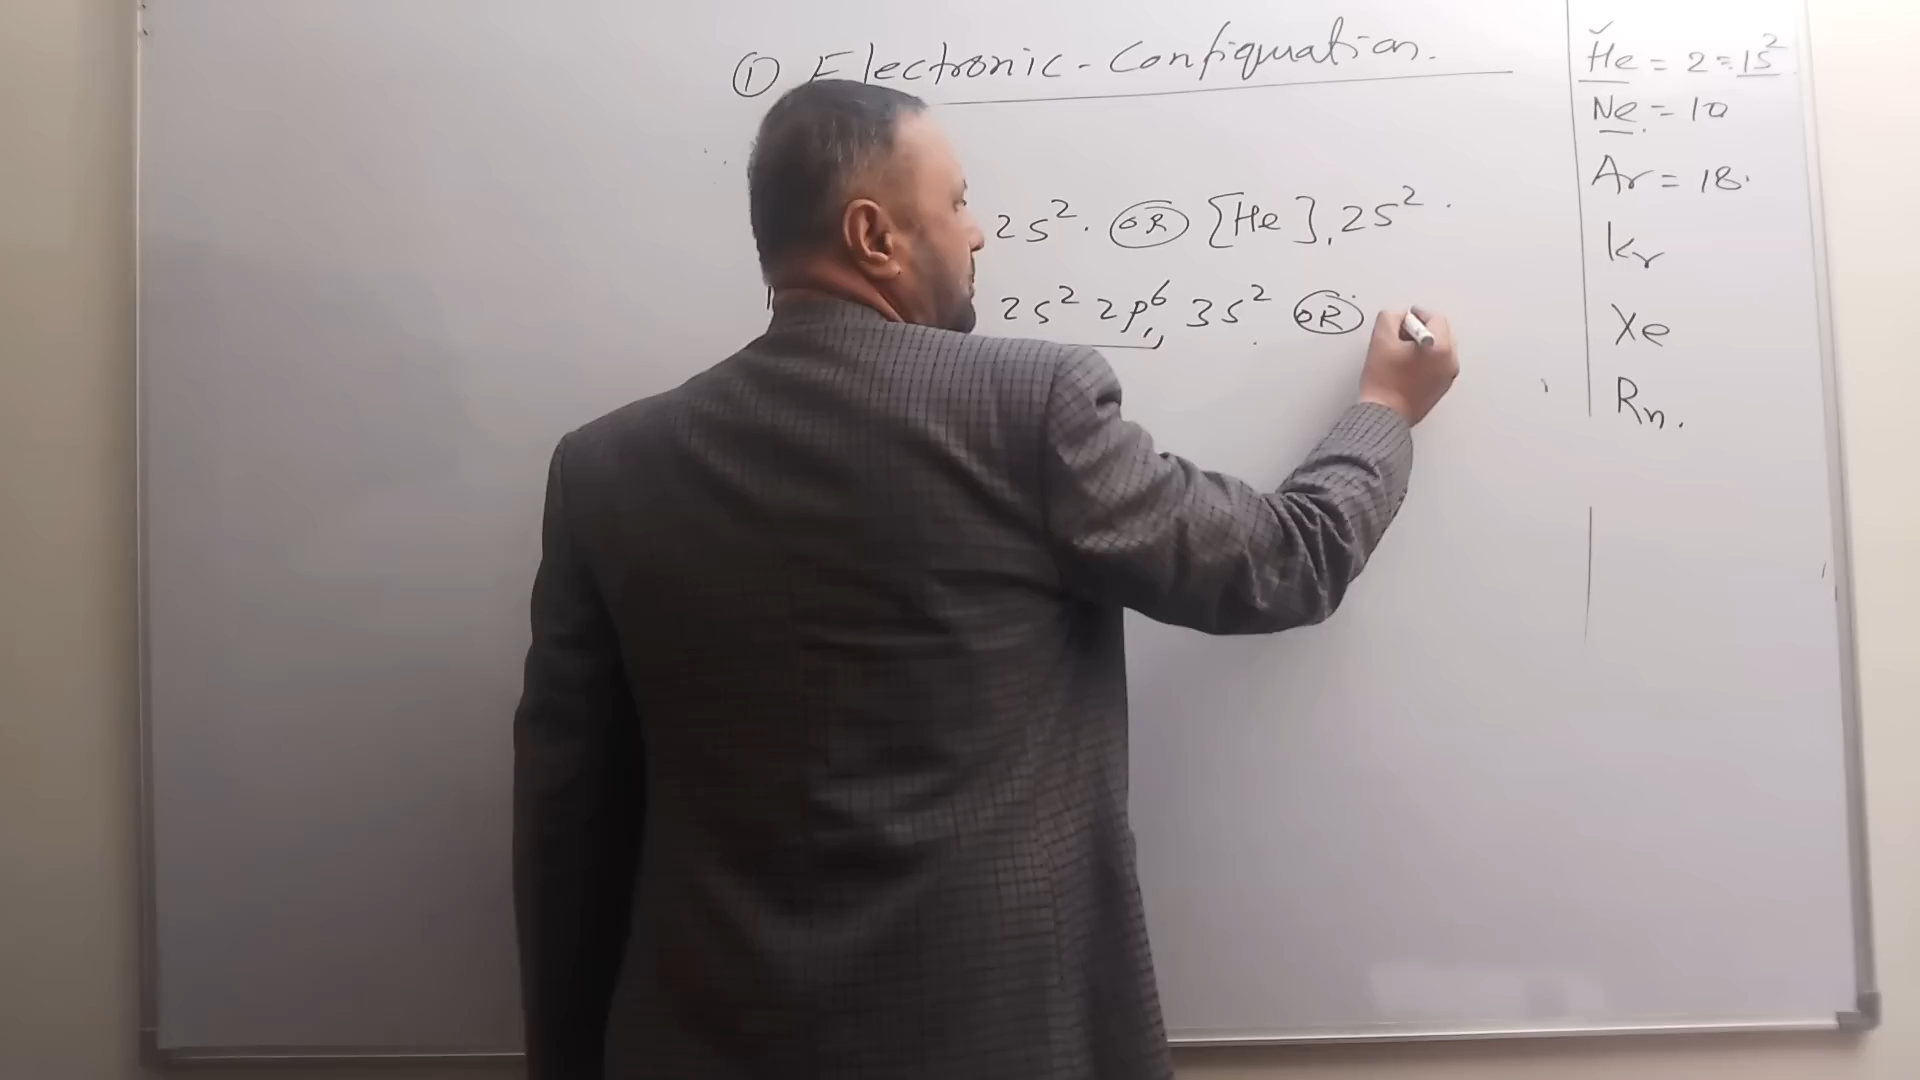 ① Electronic - Configuration.
2s². OR [He], 2s².
2s² 2p⁶, 3s² OR
He = 2 = 1s²
Ne = 10
Ar = 18.
Kr
Xe
Rn.